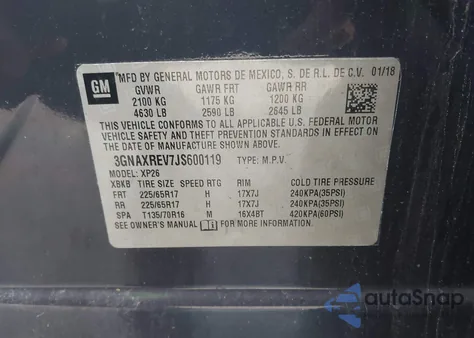 GM
MFD BY GENERAL MOTORS DE MEXICO, S. DE R.L. DE C.V. 01/18
GVWR GAWR FRT GAWR RR
2100 KG 1175 KG 1200 KG
4630 LB 2590 LB 2645 LB
THIS VEHICLE CONFORMS TO ALL APPLICABLE U.S. FEDERAL MOTOR
VEHICLE SAFETY AND THEFT PREVENTION STANDARDS IN EFFECT ON
THE DATE OF MANUFACTURE SHOWN ABOVE.
3GNAXREV7JS600119 TYPE: M.P.V.
MODEL: XP26
XBKB TIRE SIZE SPEED RTG RIM COLD TIRE PRESSURE
FRT 225/65R17 H 17X7J 240KPA(35PSI)
RR 225/65R17 H 17X7J 240KPA(35PSI)
SPA T135/70R16 M 16X4BT 420KPA(60PSI)
SEE OWNER'S MANUAL FOR MORE INFORMATION.
autoSnap